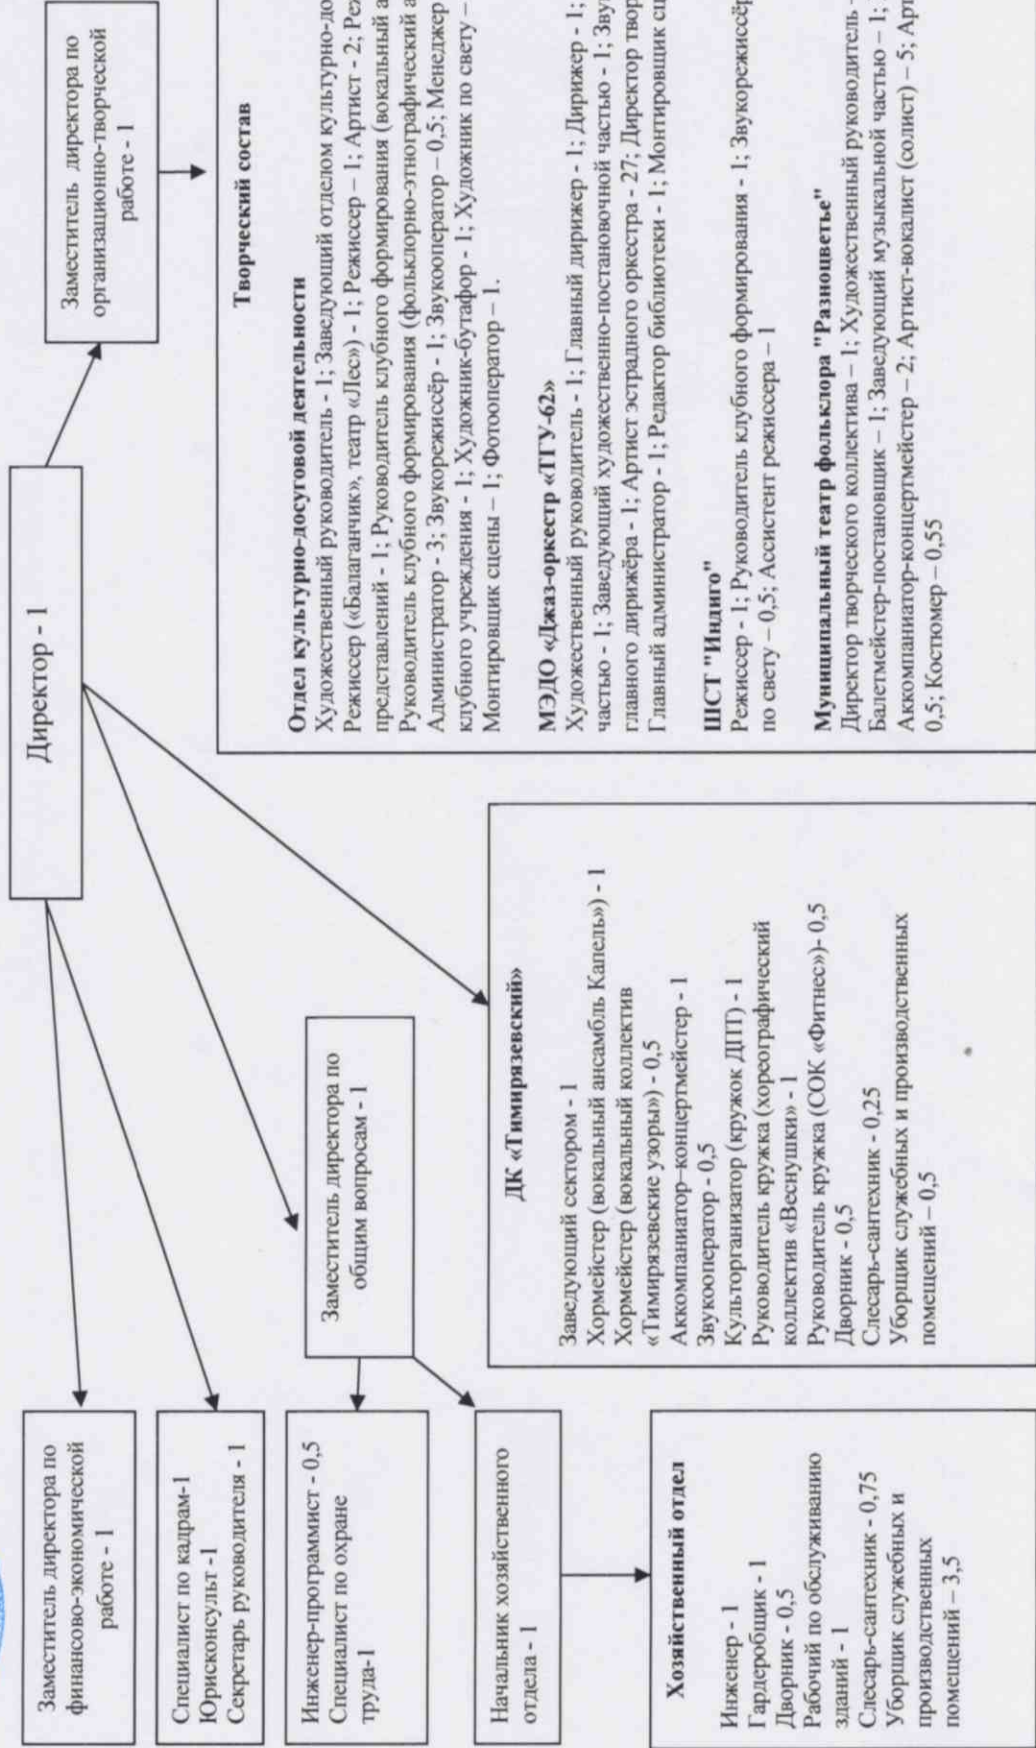 Директор - 1
Заместитель директора по
финансово-экономической
работе - 1
Специалист по кадрам-1
Юрисконсульт -1
Секретарь руководителя - 1
Инженер-программист - 0,5
Специалист по охране
труда-1
Начальник хозяйственного
отдела - 1
Хозяйственный отдел
Инженер - 1
Гардеробщик - 1
Дворник - 0,5
Рабочий по обслуживанию
зданий - 1
Слесарь-сантехник - 0,75
Уборщик служебных и
производственных
помещений – 3,5
Заместитель директора по
общим вопросам - 1
ДК «Тимирязевский»
Заведующий сектором - 1
Хормейстер (вокальный ансамбль Капель») - 1
Хормейстер (вокальный коллектив
«Тимирязевские узоры») - 0,5
Аккомпаниатор–концертмейстер - 1
Звукооператор - 0,5
Культорганизатор (кружок ДПТ) - 1
Руководитель кружка (хореографический
коллектив «Веснушки» - 1
Руководитель кружка (СОК «Фитнес»)- 0,5
Дворник - 0,5
Слесарь-сантехник - 0,25
Уборщик служебных и производственных
помещений – 0,5
Заместитель директора по
организационно-творческой
работе - 1
Творческий состав
Отдел культурно-досуговой деятельности
Художественный руководитель - 1; Заведующий отделом культурно-до
Режиссер («Балаганчик», театр «Лес») - 1; Режиссер – 1; Артист - 2; Реж
представлений - 1; Руководитель клубного формирования (вокальный а
Руководитель клубного формирования (фольклорно-этнографический а
Администратор - 3; Звукорежиссёр - 1; Звукооператор – 0,5; Менеджер
клубного учреждения - 1; Художник-бутафор - 1; Художник по свету –
Монтировщик сцены – 1; Фотооператор – 1.
МЭДО «Джаз-оркестр «ТГУ-62»
Художественный руководитель - 1; Главный дирижер - 1; Дирижер - 1;
частью - 1; Заведующий художественно-постановочной частью - 1; Зву
главного дирижёра - 1; Артист эстрадного оркестра - 27; Директор твор
Главный администратор - 1; Редактор библиотеки - 1; Монтировщик сц
ШСТ "Индиго"
Режиссер - 1; Руководитель клубного формирования - 1; Звукорежиссёр
по свету – 0,5; Ассистент режиссера – 1
Муниципальный театр фольклора "Разноцветье"
Директор творческого коллектива – 1; Художественный руководитель -
Балетмейстер-постановщик – 1; Заведующий музыкальной частью – 1;
Аккомпаниатор-концертмейстер – 2; Артист-вокалист (солист) – 5; Арт
0,5; Костюмер – 0,55